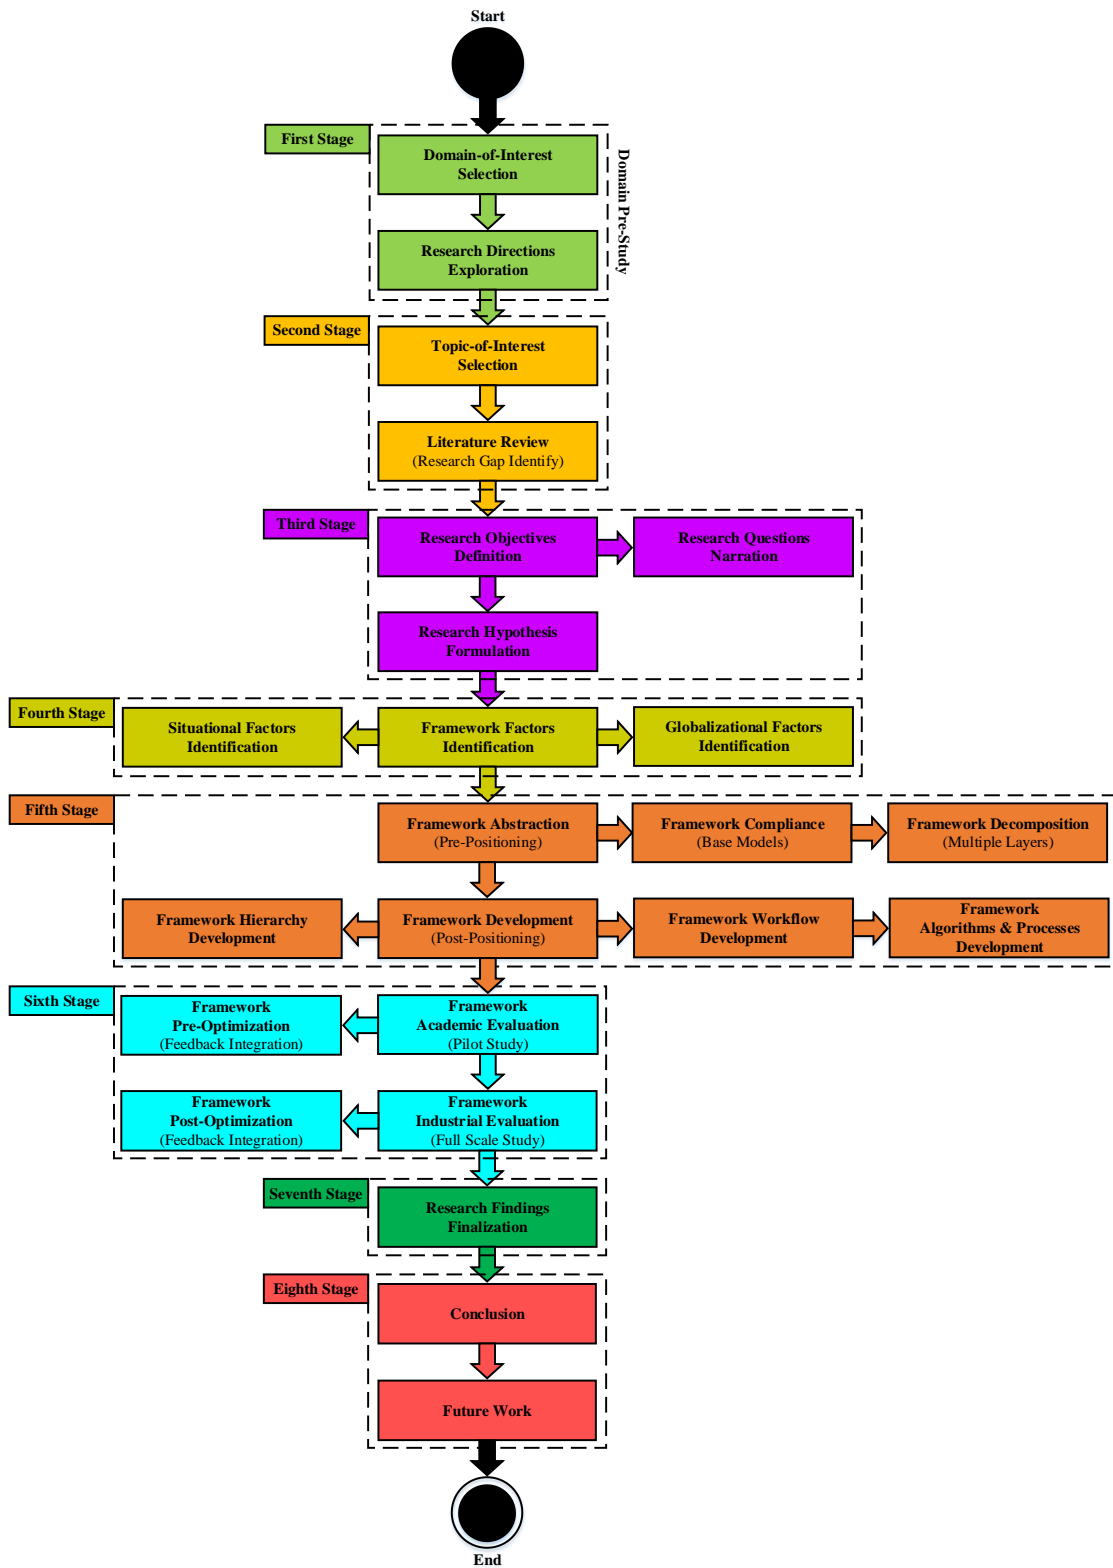 Start
First Stage
Domain-of-Interest
Selection
Domain Pre-Study
Research Directions
Exploration
Second Stage
Topic-of-Interest
Selection
Literature Review
(Research Gap Identify)
Third Stage
Research Objectives
Definition
Research Questions
Narration
Research Hypothesis
Formulation
Fourth Stage
Situational Factors
Identification
Framework Factors
Identification
Globalizational Factors
Identification
Fifth Stage
Framework Abstraction
(Pre-Positioning)
Framework Compliance
(Base Models)
Framework Decomposition
(Multiple Layers)
Framework Hierarchy
Development
Framework Development
(Post-Positioning)
Framework Workflow
Development
Framework
Algorithms & Processes
Development
Sixth Stage
Framework
Pre-Optimization
(Feedback Integration)
Framework
Academic Evaluation
(Pilot Study)
Framework
Post-Optimization
(Feedback Integration)
Framework
Industrial Evaluation
(Full Scale Study)
Seventh Stage
Research Findings
Finalization
Eighth Stage
Conclusion
Future Work
End